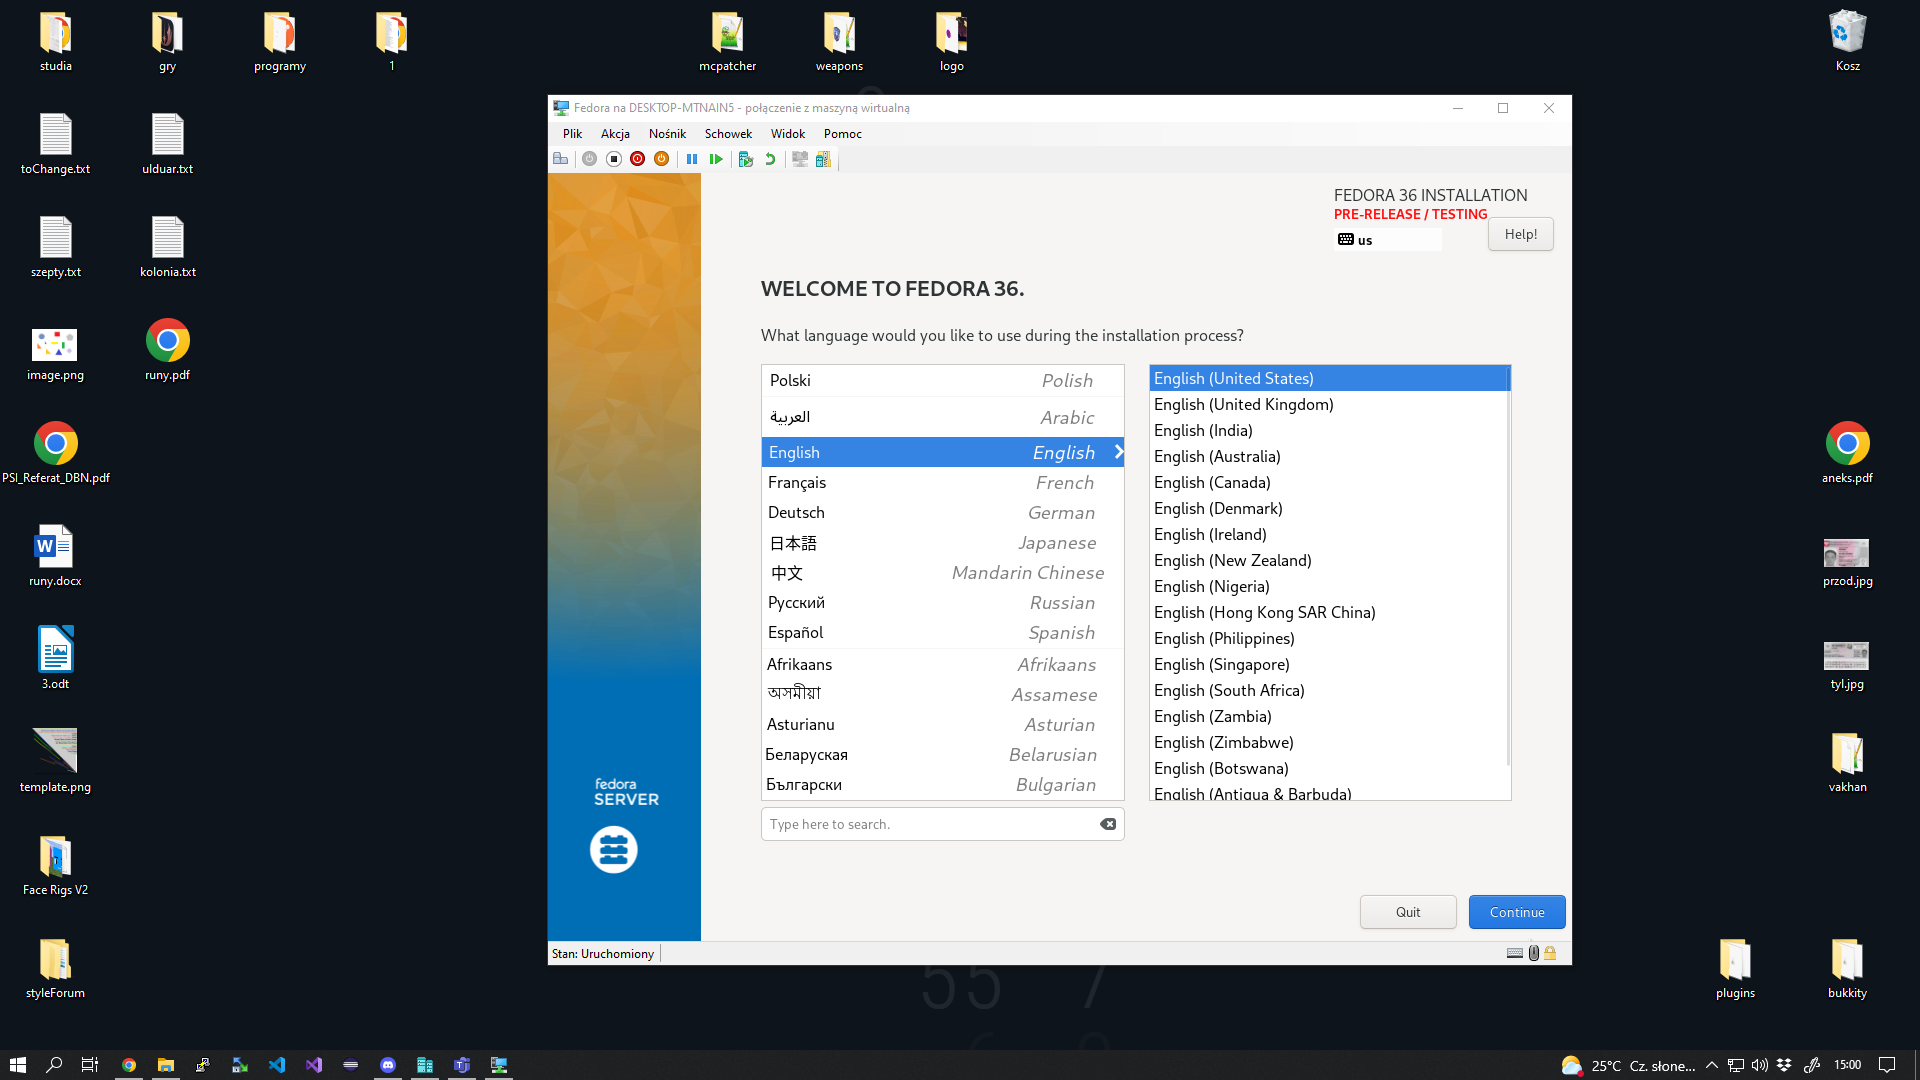 studia
gry
programy
1
mcpatcher
weapons
logo
Kosz
Fedora na DESKTOP-MTNAIN5 - połączenie z maszyną wirtualną
Plik Akcja Nośnik Schowek Widok Pomoc
toChange.txt
ulduar.txt
FEDORA 36 INSTALLATION
PRE-RELEASE / TESTING
us
Help!
szepty.txt
kolonia.txt
WELCOME TO FEDORA 36.
What language would you like to use during the installation process?
image.png
runy.pdf
Polski Polish
العربية Arabic
English English
Français French
Deutsch German
日本語 Japanese
中文 Mandarin Chinese
Русский Russian
Español Spanish
Afrikaans Afrikaans
অসমীয়া Assamese
Asturianu Asturian
Беларуская Belarusian
Български Bulgarian
Type here to search.
English (United States)
English (United Kingdom)
English (India)
English (Australia)
English (Canada)
English (Denmark)
English (Ireland)
English (New Zealand)
English (Nigeria)
English (Hong Kong SAR China)
English (Philippines)
English (Singapore)
English (South Africa)
English (Zambia)
English (Zimbabwe)
English (Botswana)
English (Antigua & Barbuda)
PSI_Referat_DBN.pdf
aneks.pdf
runy.docx
przod.jpg
3.odt
tyl.jpg
template.png
vakhan
fedora
SERVER
Face Rigs V2
Quit
Continue
Stan: Uruchomiony
styleForum
55 7
plugins
bukkity
25°C Cz. słone...
15:00